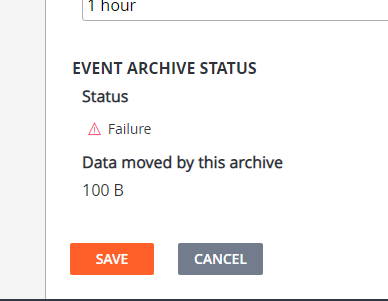 1 hour
EVENT ARCHIVE STATUS
Status
Failure
Data moved by this archive
100 B
SAVE CANCEL